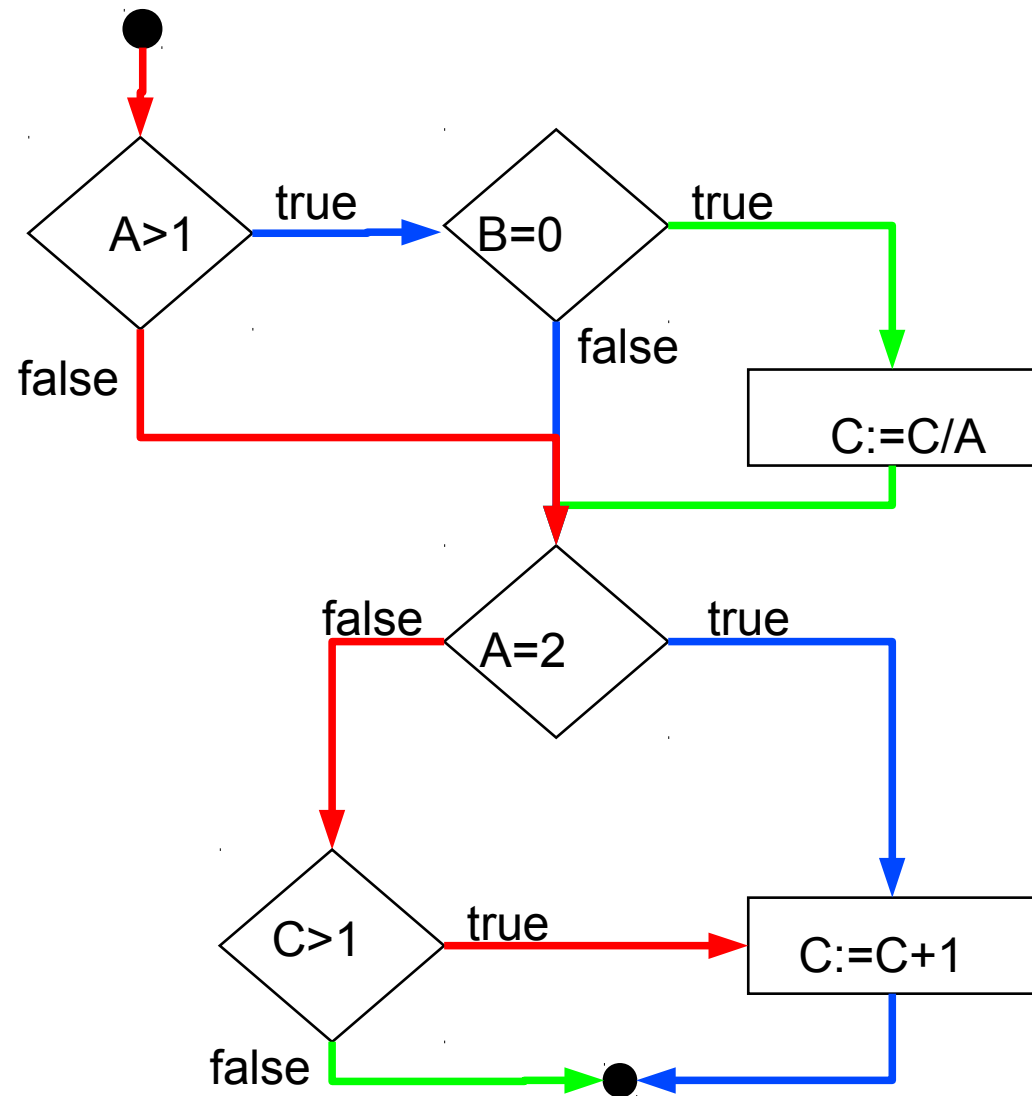 true
true
A>1
B=0
false
false
C:=C/A
false
true
A=2
true
C>1
C:=C+1
false